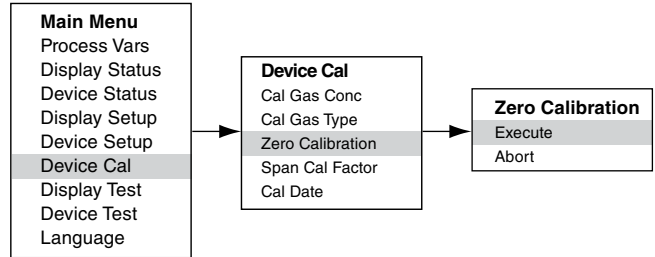 Main Menu
Process Vars
Display Status
Device Status
Display Setup
Device Setup
Device Cal
Display Test
Device Test
Language
Device Cal
Cal Gas Conc
Cal Gas Type
Zero Calibration
Span Cal Factor
Cal Date
Zero Calibration
Execute
Abort